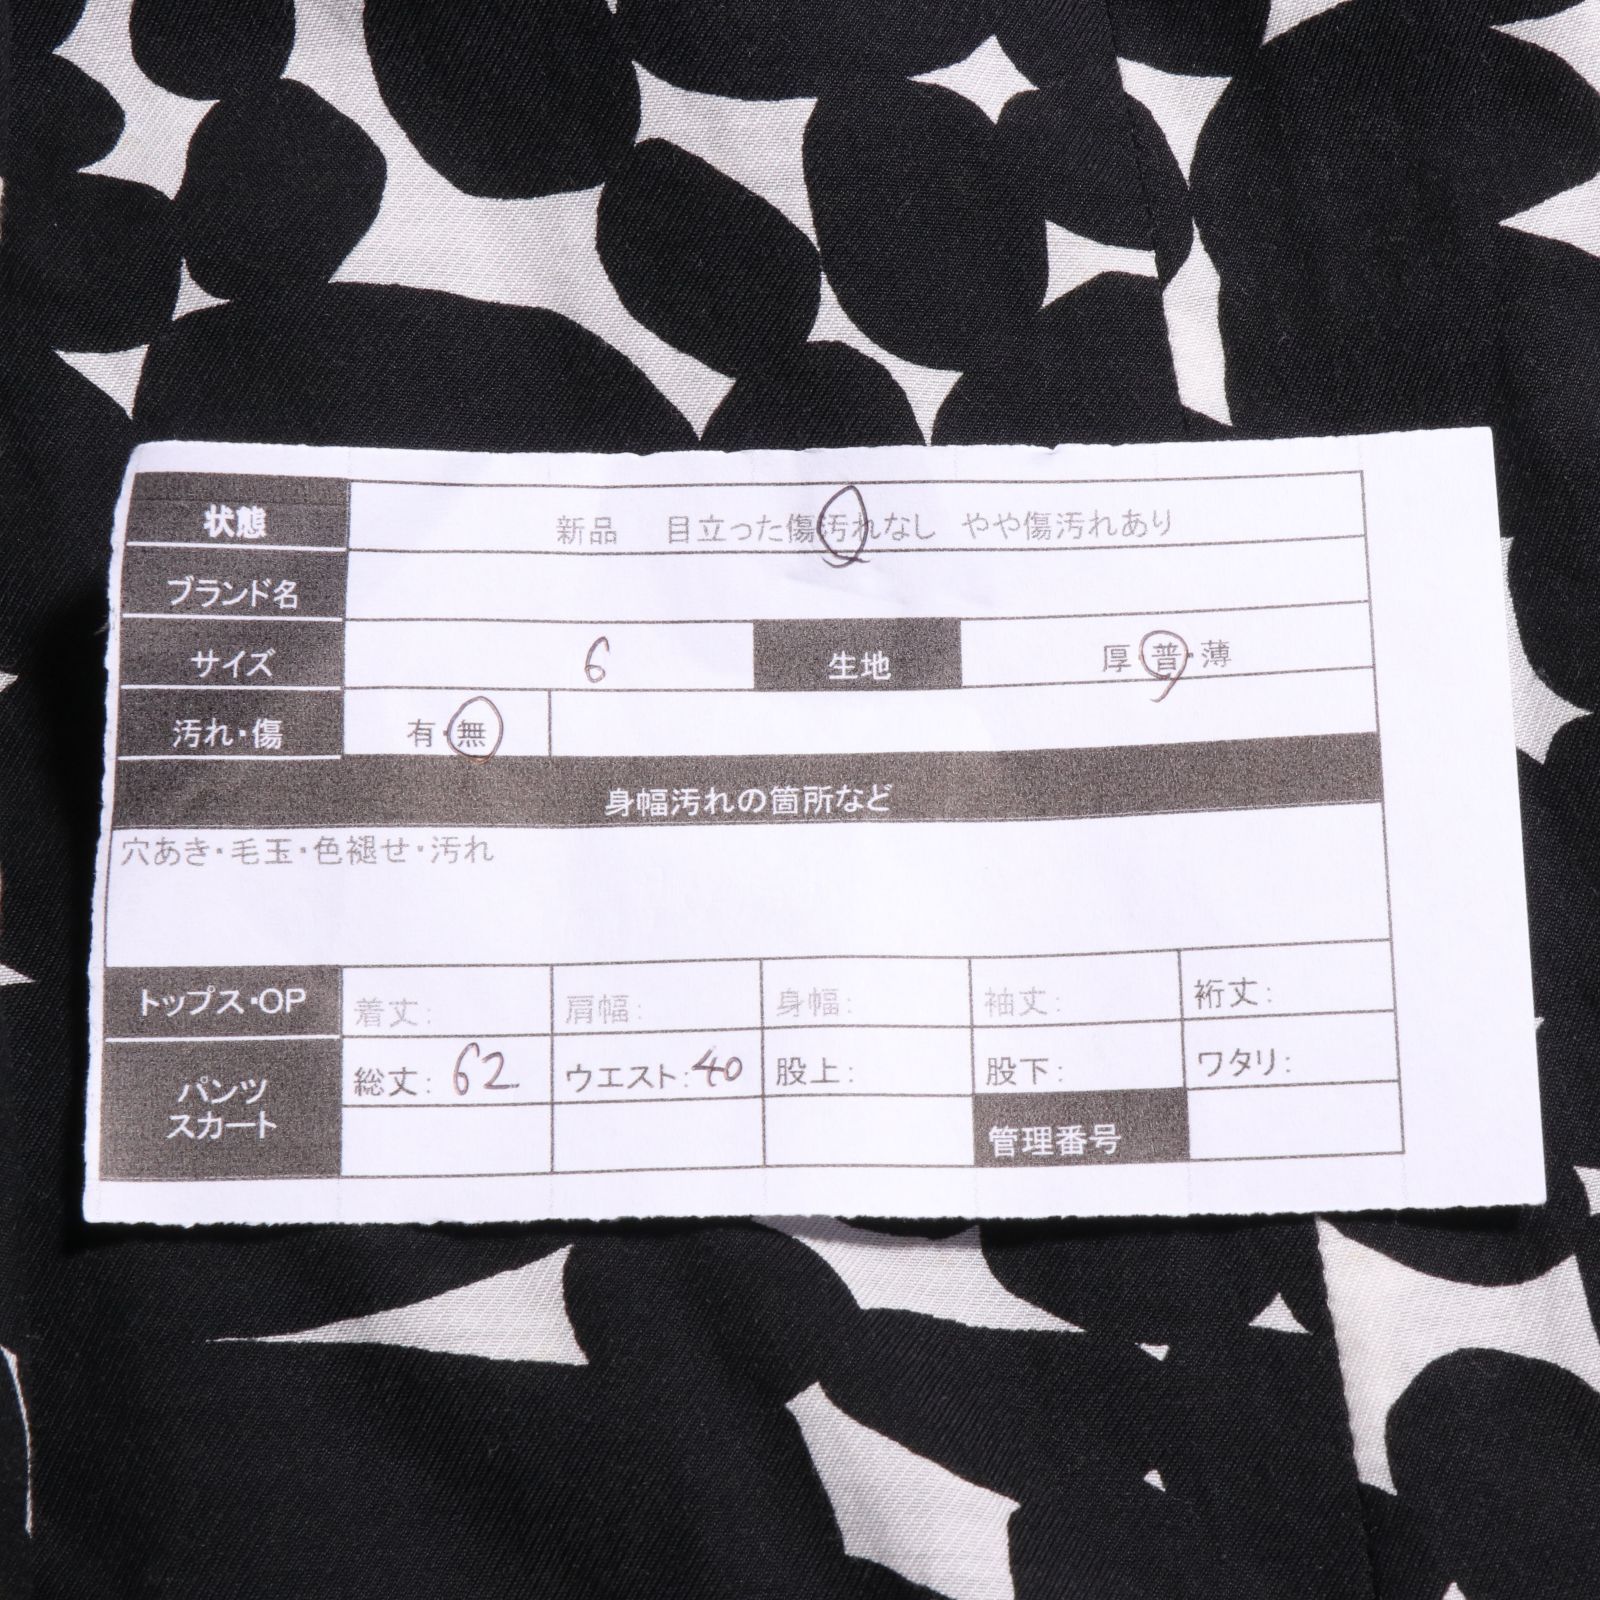 状態 新品 目立った傷汚れなし やや傷汚れあり
ブランド名
サイズ 6 生地 厚・普・薄
汚れ・傷 有・無
身幅汚れの箇所など
穴あき・毛玉・色褪せ・汚れ
トップス・OP 着丈: 肩幅: 身幅: 袖丈: 裄丈:
パンツ スカート 総丈: 62 ウエスト: 40 股上: 股下: ワタリ:
管理番号